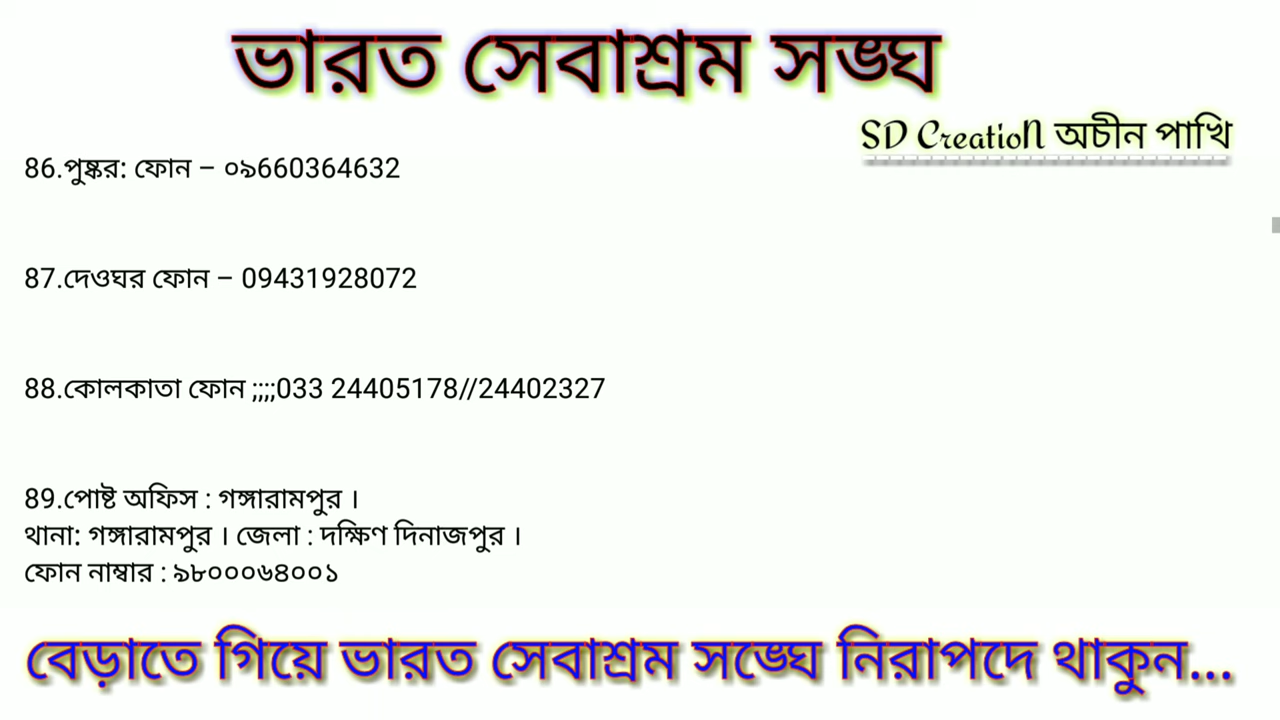 ভারত সেবাশ্রম সঙ্ঘ
SD CreatioN অচীন পাখি
86.পুষ্কর: ফোন – ০৯660364632
87.দেওঘর ফোন – 09431928072
88.কোলকাতা ফোন ;;;;033 24405178//24402327
89.পোষ্ট অফিস : গঙ্গারামপুর ।
থানা: গঙ্গারামপুর । জেলা : দক্ষিণ দিনাজপুর ।
ফোন নাম্বার : ৯৮০০০৬৪০০১
বেড়াতে গিয়ে ভারত সেবাশ্রম সঙ্ঘে নিরাপদে থাকুন...